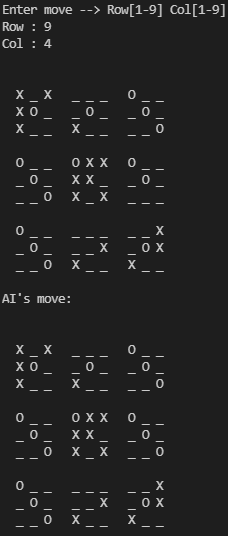 Enter move --> Row[1-9] Col[1-9]
Row : 9
Col : 4
X _ X  _ _ _  O _ _
X O _  _ O _  _ O _
X _ _  X _ _  _ _ O
O _ _  O X X  O _ _
_ O _  X X _  _ O _
_ _ O  X _ X  _ _ _
O _ _  _ _ _  _ _ X
_ O _  _ _ X  _ O X
_ _ O  X _ _  X _ _
AI's move:
X _ X  _ _ _  O _ _
X O _  _ O _  _ O _
X _ _  X _ _  _ _ O
O _ _  O X X  O _ _
_ O _  X X _  _ O _
_ _ O  X _ X  _ _ O
O _ _  _ _ _  _ _ X
_ O _  _ _ X  _ O X
_ _ O  X _ _  X _ _